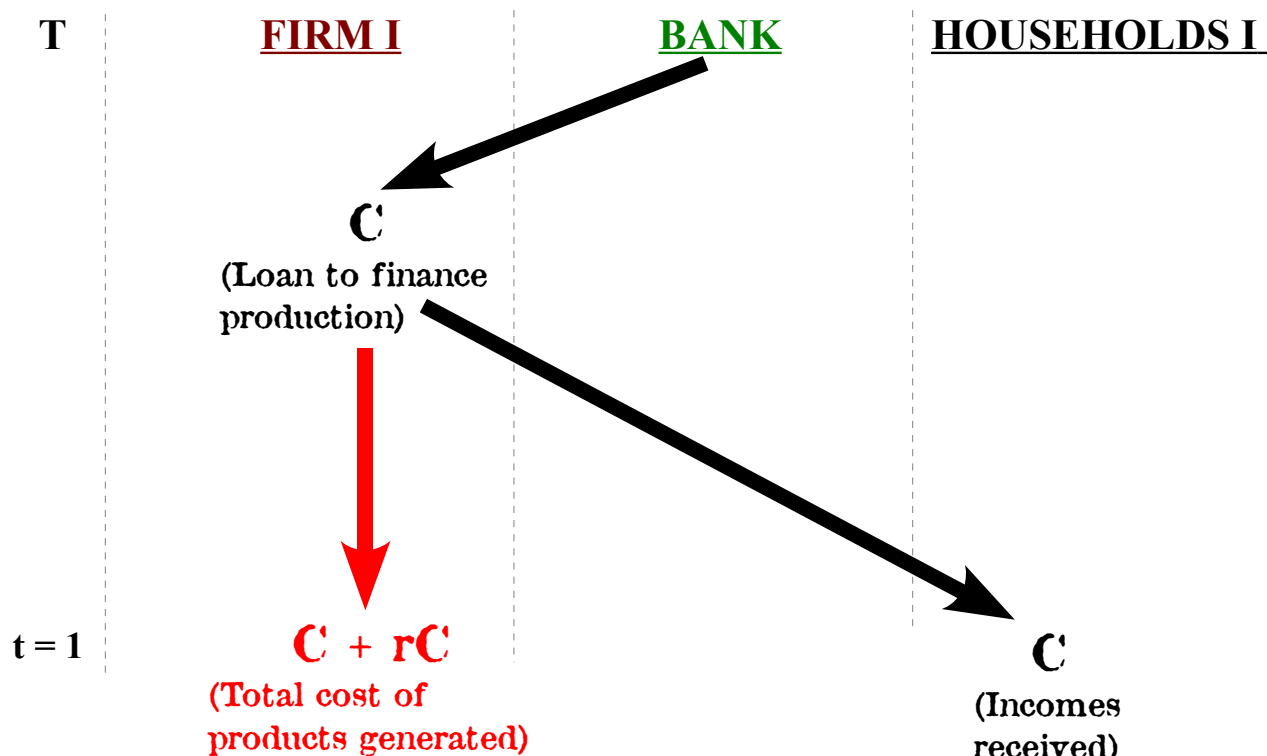 T
FIRM I
BANK
HOUSEHOLDS I
C
(Loan to finance
production)
t = 1
C + rC
(Total cost of
products generated)
C
(Incomes
received)